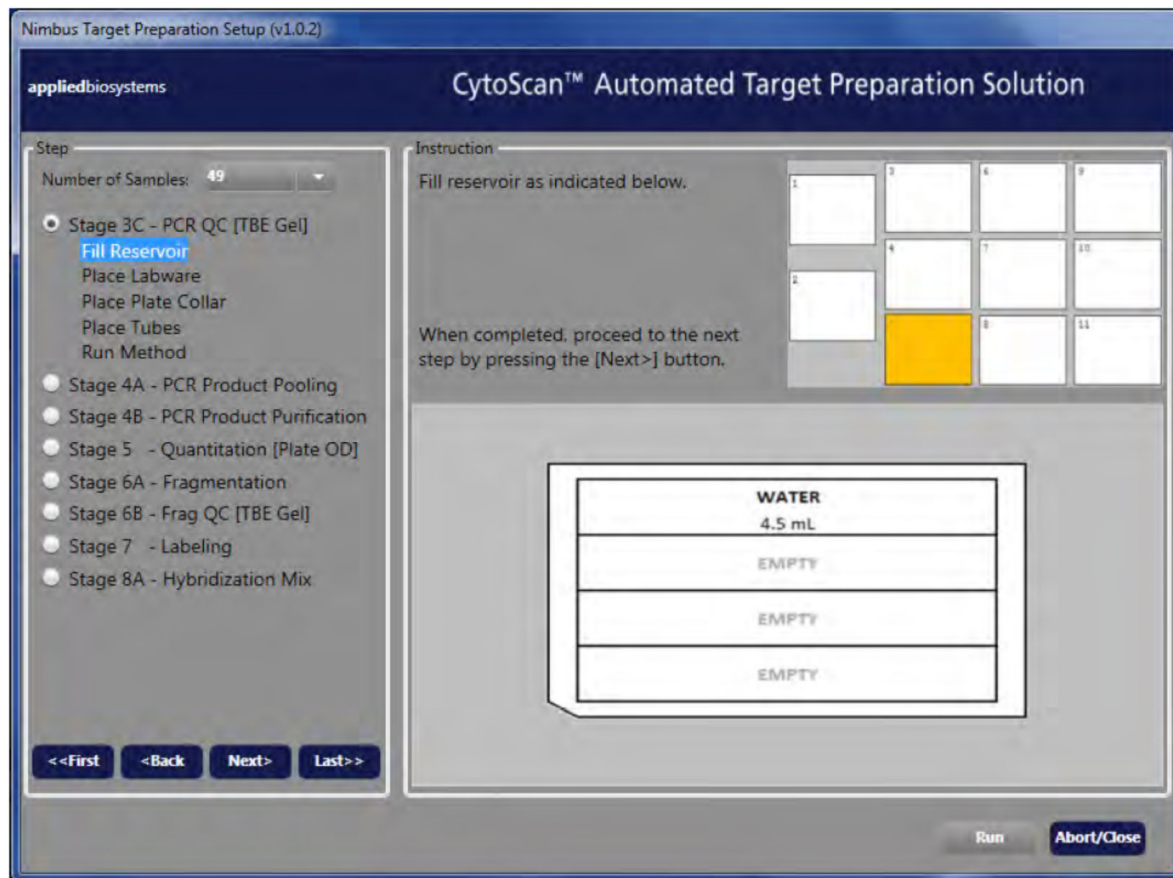 Nimbus Target Preparation Setup (v1.0.2)
appliedbiosystems
CytoScan™ Automated Target Preparation Solution
Step
Number of Samples: 49
Stage 3C - PCR QC [TBE Gel]
Fill Reservoir
Place Labware
Place Plate Collar
Place Tubes
Run Method
Stage 4A - PCR Product Pooling
Stage 4B - PCR Product Purification
Stage 5 - Quantitation [Plate OD]
Stage 6A - Fragmentation
Stage 6B - Frag QC [TBE Gel]
Stage 7 - Labeling
Stage 8A - Hybridization Mix
<<First <Back Next> Last>>
Instruction
Fill reservoir as indicated below.
When completed, proceed to the next
step by pressing the [Next>] button.
1 3 6 9
2 4 7 10
8 11
WATER
4.5 mL
EMPTY
EMPTY
EMPTY
Run Abort/Close